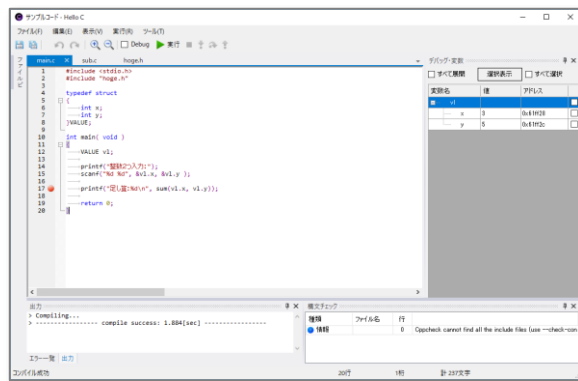 サンプルコード - Hello C
ファイル(F) 編集(E) 表示(V) 実行(R) ツール(T)
Debug 実行
ファイルビ
main.c × sub.c hoge.h
1 #include <stdio.h>
2 #include "hoge.h"
3
4 typedef struct
5 {
6 int x;
7 int y;
8 }VALUE;
9
10 int main( void )
11 {
12 VALUE v1;
13
14 printf("整数2つ入力:");
15 scanf("%d %d", &v1.x, &v1.y );
16
17 printf("足し算:%d\n", sum(v1.x, v1.y));
18
19 return 0;
20 }
デバッグ-変数
すべて展開 選択表示 すべて選択
変数名 値 アドレス
v1
x 3 0x61ff28
y 5 0x61ff2c
出力
> Compiling...
> ----------------- compile success: 1.884[sec] -----------------
エラー一覧 出力
構文チェック
種類 ファイル名 行
情報 0 Cppcheck cannot find all the include files (use --check-con
コンパイル成功 20行 1桁 計 237文字